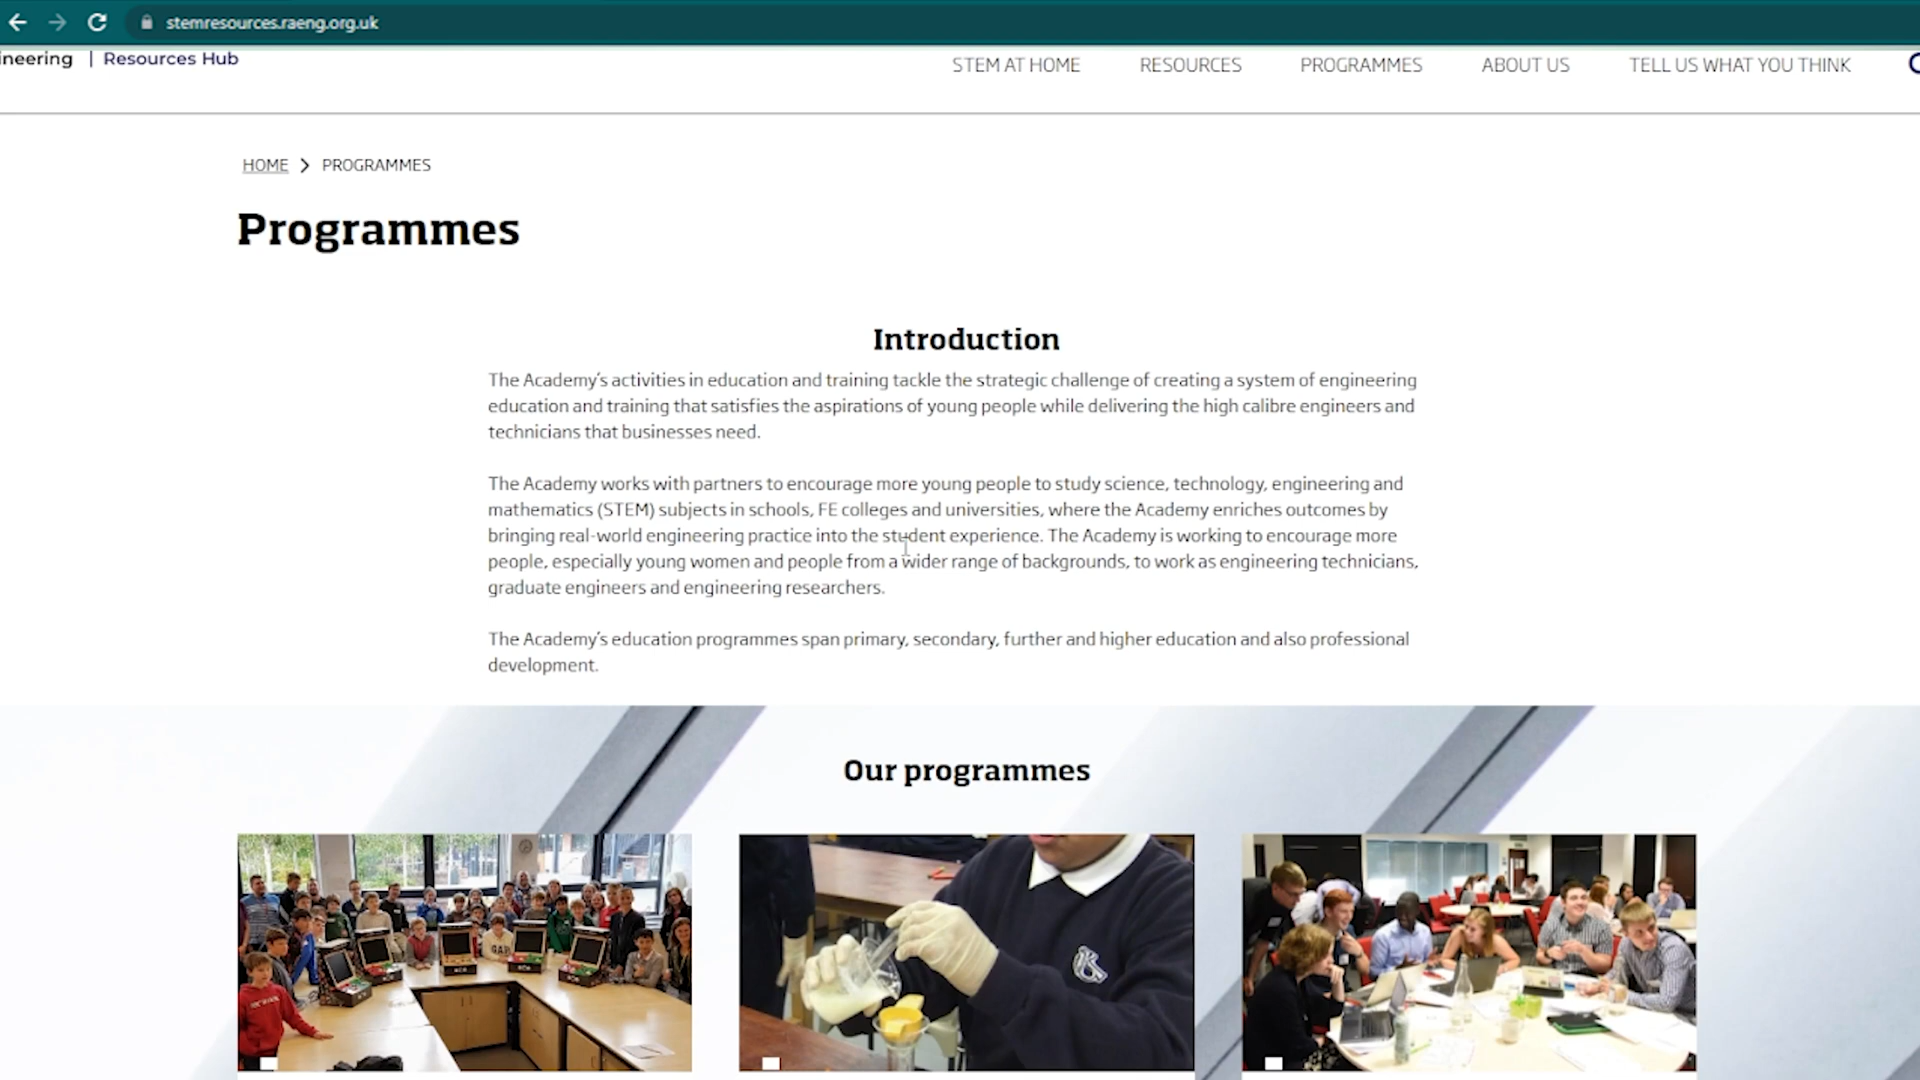 stemresources.raeng.org.uk
ineering | Resources Hub
STEM AT HOME
RESOURCES
PROGRAMMES
ABOUT US
TELL US WHAT YOU THINK
HOME > PROGRAMMES
Programmes
Introduction
The Academy's activities in education and training tackle the strategic challenge of creating a system of engineering
education and training that satisfies the aspirations of young people while delivering the high calibre engineers and
technicians that businesses need.
The Academy works with partners to encourage more young people to study science, technology, engineering and
mathematics (STEM) subjects in schools, FE colleges and universities, where the Academy enriches outcomes by
bringing real-world engineering practice into the student experience. The Academy is working to encourage more
people, especially young women and people from a wider range of backgrounds, to work as engineering technicians,
graduate engineers and engineering researchers.
The Academy's education programmes span primary, secondary, further and higher education and also professional
development.
Our programmes
GAP